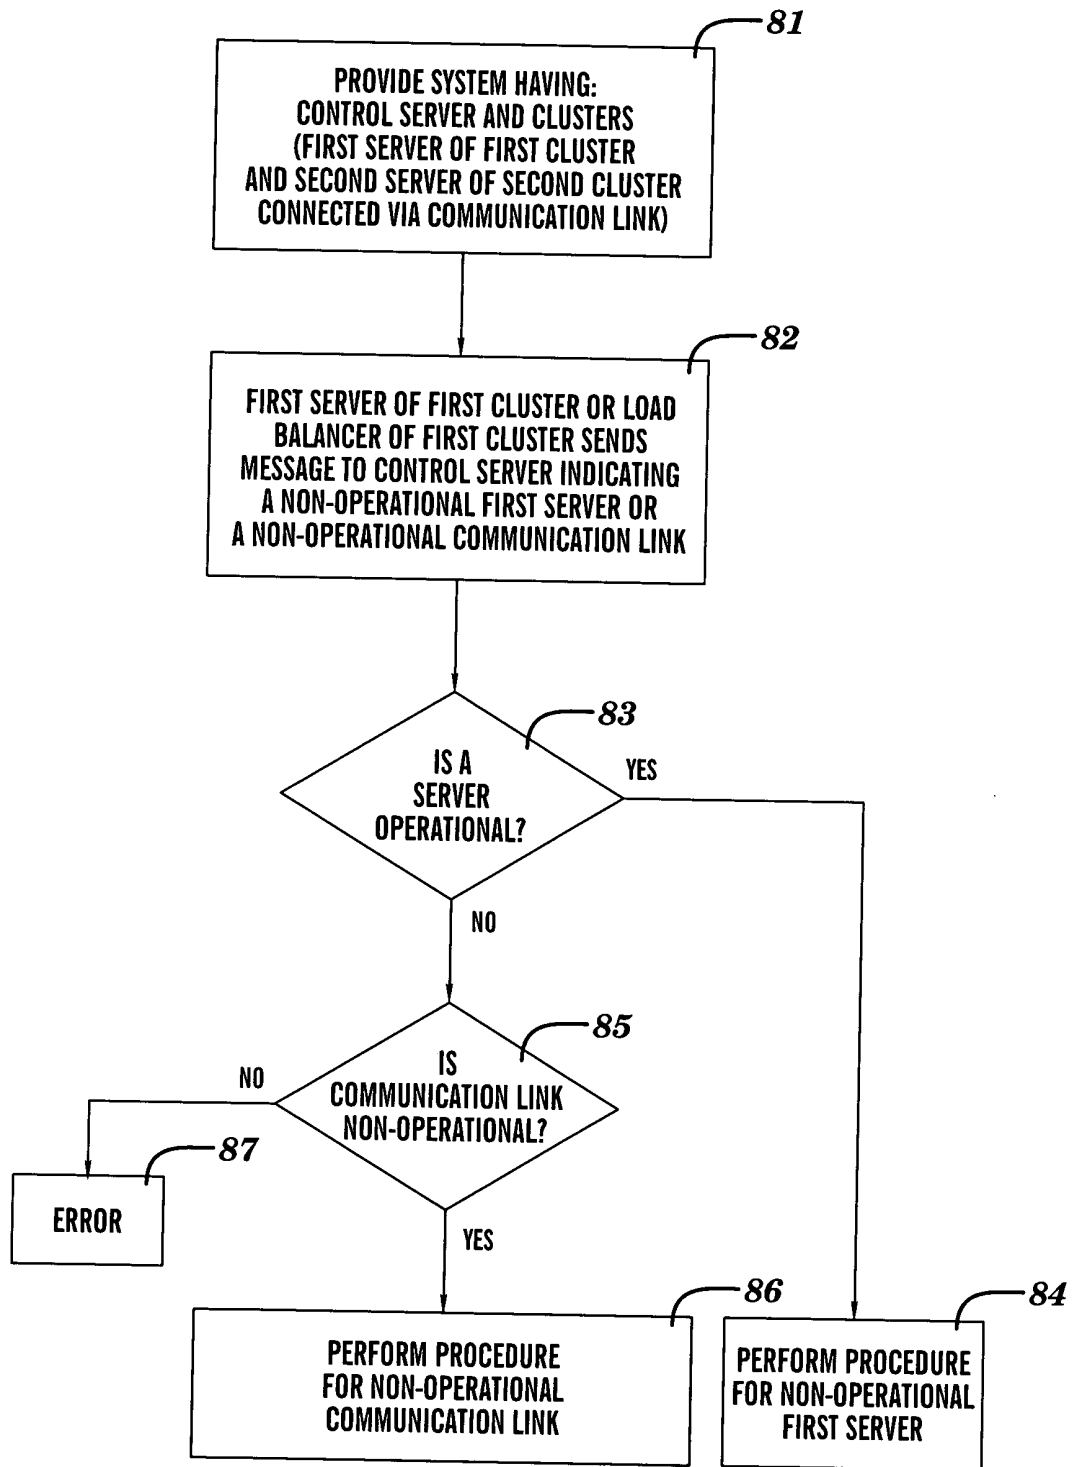 81
PROVIDE SYSTEM HAVING:
CONTROL SERVER AND CLUSTERS
(FIRST SERVER OF FIRST CLUSTER
AND SECOND SERVER OF SECOND CLUSTER
CONNECTED VIA COMMUNICATION LINK)
82
FIRST SERVER OF FIRST CLUSTER OR LOAD
BALANCER OF FIRST CLUSTER SENDS
MESSAGE TO CONTROL SERVER INDICATING
A NON-OPERATIONAL FIRST SERVER OR
A NON-OPERATIONAL COMMUNICATION LINK
83
IS A
SERVER
OPERATIONAL?
YES
NO
85
IS
COMMUNICATION LINK
NON-OPERATIONAL?
NO
87
ERROR
YES
86
PERFORM PROCEDURE
FOR NON-OPERATIONAL
COMMUNICATION LINK
84
PERFORM PROCEDURE
FOR NON-OPERATIONAL
FIRST SERVER